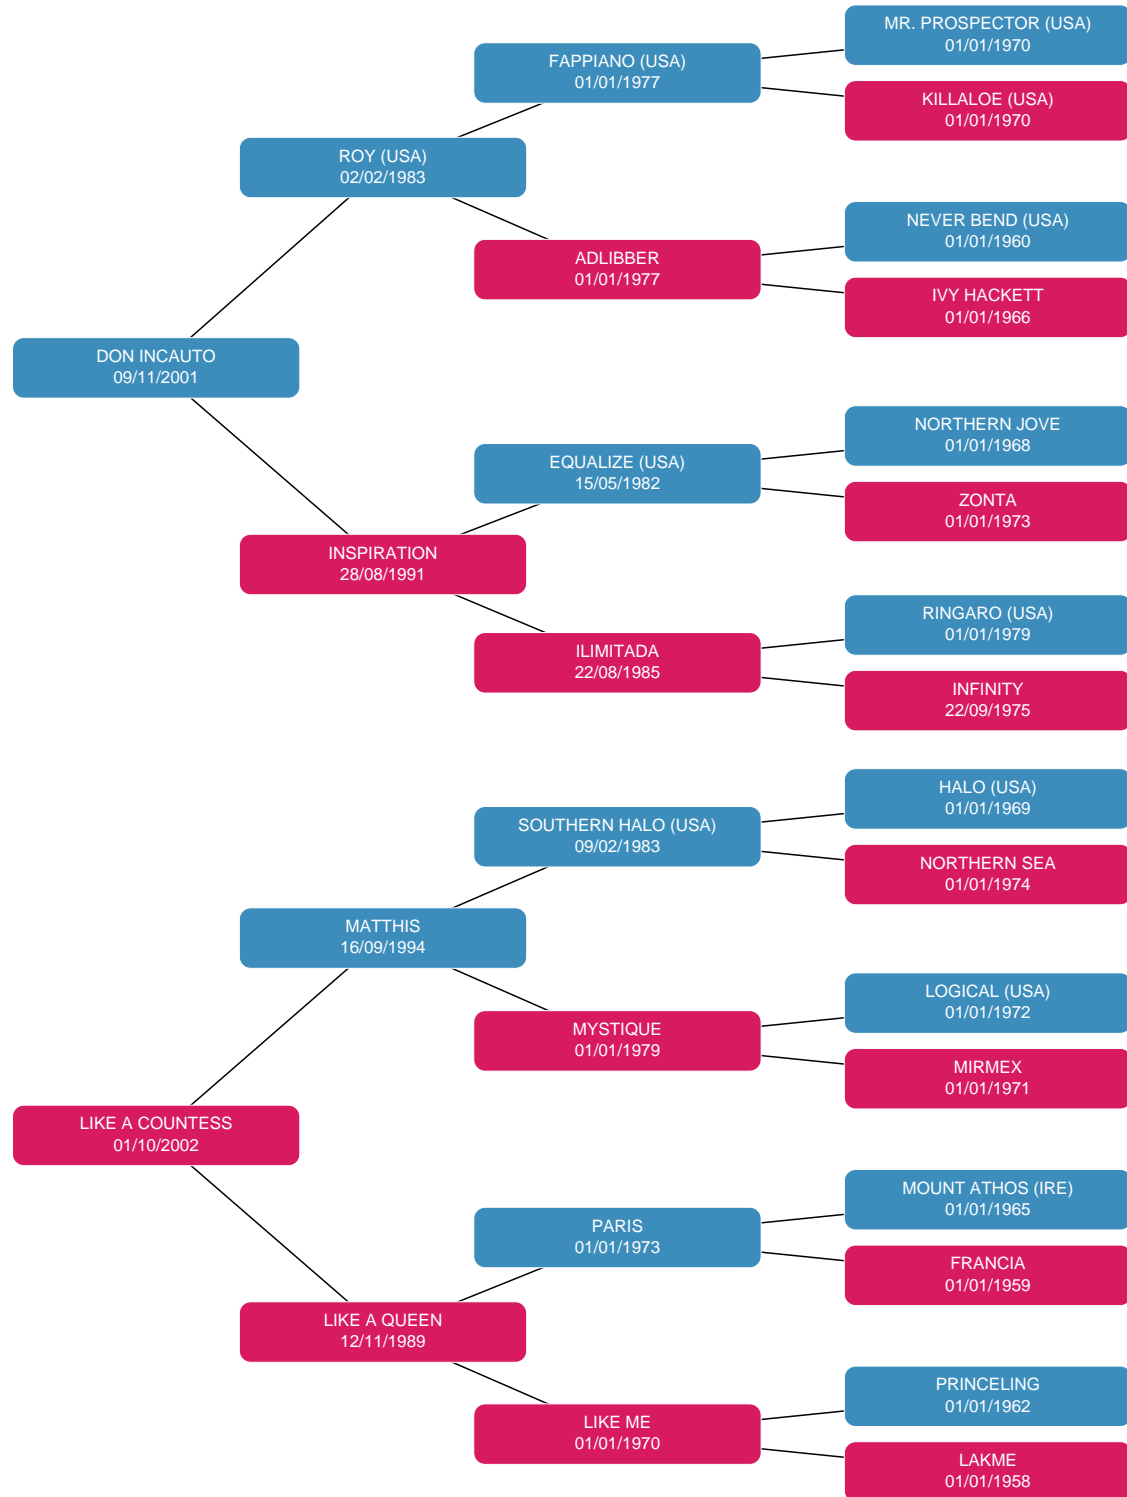 MR. PROSPECTOR (USA)
01/01/1970
FAPPIANO (USA)
01/01/1977
KILLALOE (USA)
01/01/1970
ROY (USA)
02/02/1983
NEVER BEND (USA)
01/01/1960
ADLIBBER
01/01/1977
IVY HACKETT
01/01/1966
DON INCAUTO
09/11/2001
NORTHERN JOVE
01/01/1968
EQUALIZE (USA)
15/05/1982
ZONTA
01/01/1973
INSPIRATION
28/08/1991
RINGARO (USA)
01/01/1979
ILIMITADA
22/08/1985
INFINITY
22/09/1975
HALO (USA)
01/01/1969
SOUTHERN HALO (USA)
09/02/1983
NORTHERN SEA
01/01/1974
MATTHIS
16/09/1994
LOGICAL (USA)
01/01/1972
MYSTIQUE
01/01/1979
MIRMEX
01/01/1971
LIKE A COUNTESS
01/10/2002
MOUNT ATHOS (IRE)
01/01/1965
PARIS
01/01/1973
FRANCIA
01/01/1959
LIKE A QUEEN
12/11/1989
PRINCELING
01/01/1962
LIKE ME
01/01/1970
LAKME
01/01/1958